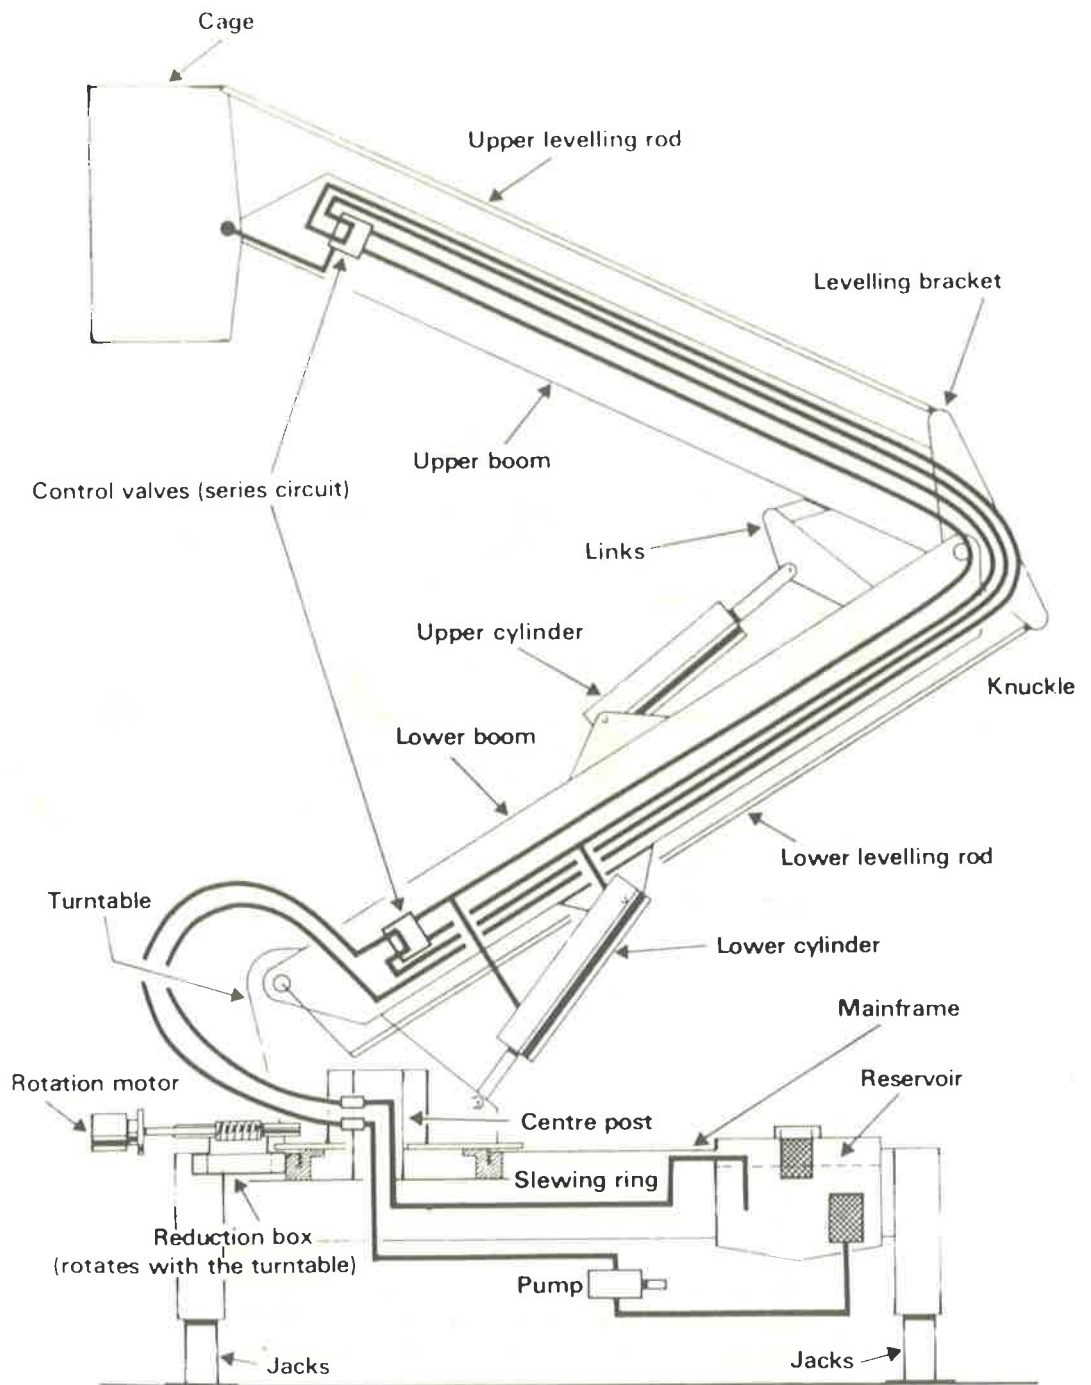 Cage
Upper levelling rod
Levelling bracket
Upper boom
Control valves (series circuit)
Links
Upper cylinder
Knuckle
Lower boom
Lower levelling rod
Turntable
Lower cylinder
Mainframe
Rotation motor
Reservoir
Centre post
Slewing ring
Reduction box
(rotates with the turntable)
Pump
Jacks
Jacks